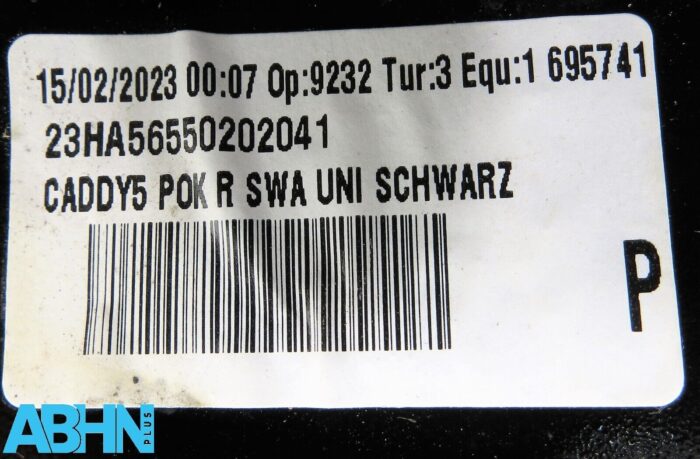 15/02/2023 00:07 Op:9232 Tur:3 Equ:1 695741
23HA56550202041
CADDY5 POK R SWA UNI SCHWARZ
P
ABHN PLUS